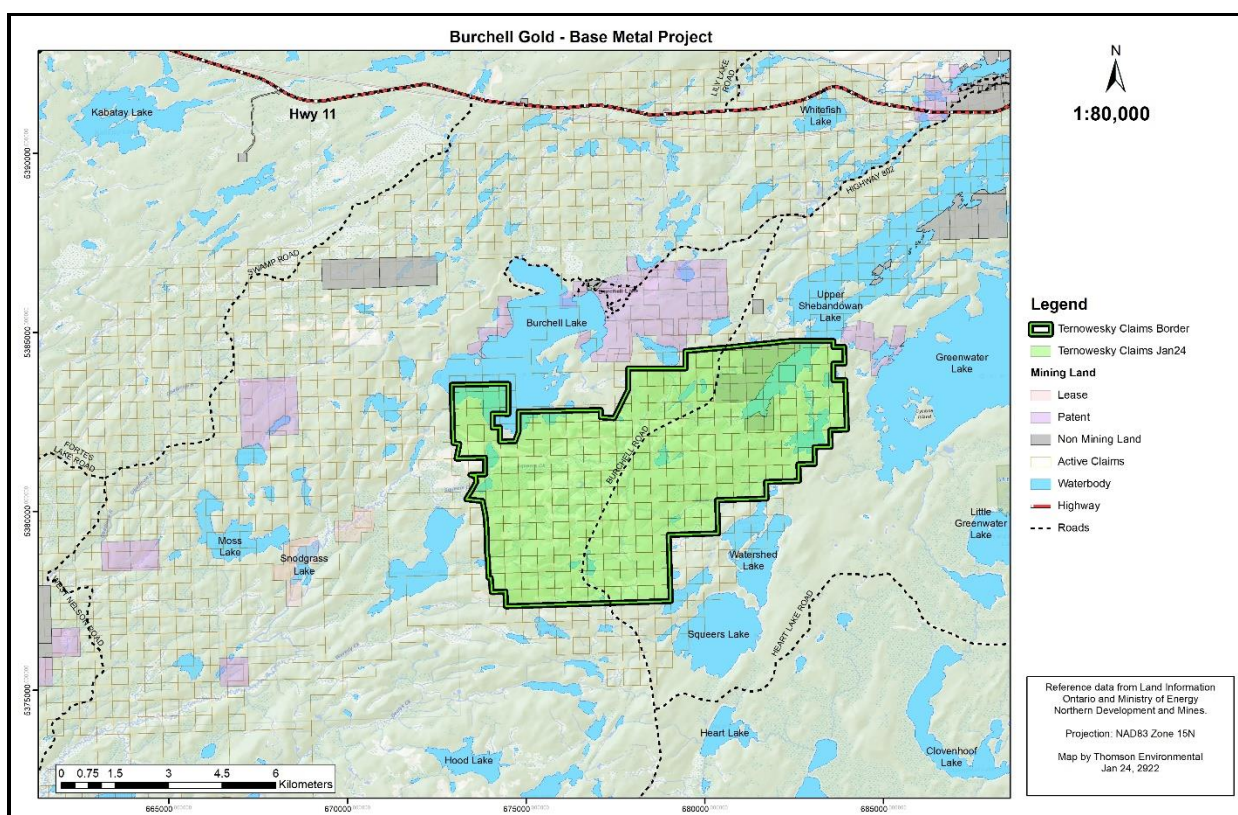 Burchell Gold - Base Metal Project
N
1:80,000
Kabatay Lake
Hwy 11
LILY LAKE ROAD
Whitefish
Lake
HIGHWAY 802
SWAMP ROAD
Burchell Lake
Upper
Shebandowan
Lake
Greenwater
Lake
BURCHELL ROAD
FORTES
LAKE ROAD
Moss
Lake
Snodgrass
Lake
Watershed
Lake
Little
Greenwater
Lake
WEST NELSON ROAD
Squeers Lake
HEART LAKE ROAD
Heart Lake
Hood Lake
Clovenhoof
Lake
5390000
5385000
5380000
5375000
665000
670000
675000
680000
685000
0 0.75 1.5 3 4.5 6
Kilometers
Legend
Ternowesky Claims Border
Ternowesky Claims Jan24
Mining Land
Lease
Patent
Non Mining Land
Active Claims
Waterbody
Highway
Roads
Reference data from Land Information
Ontario and Ministry of Energy
Northern Development and Mines.
Projection: NAD83 Zone 15N
Map by Thomson Environmental
Jan 24, 2922